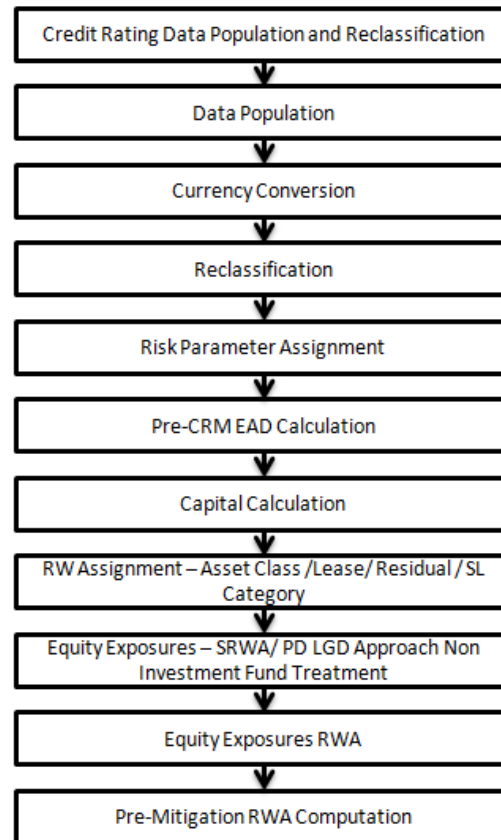 Credit Rating Data Population and Reclassification
Data Population
Currency Conversion
Reclassification
Risk Parameter Assignment
Pre-CRM EAD Calculation
Capital Calculation
RW Assignment – Asset Class /Lease/ Residual / SL
Category
Equity Exposures – SRWA/ PD LGD Approach Non
Investment Fund Treatment
Equity Exposures RWA
Pre-Mitigation RWA Computation